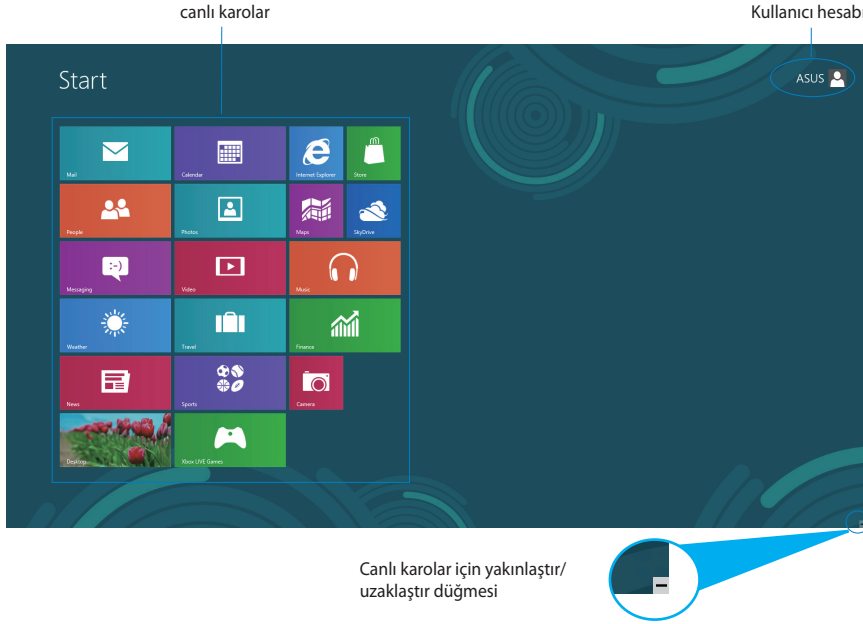 canlı karolar
Kullanıcı hesabı
Start
ASUS
Mail
Calendar
Internet Explorer
Store
People
Photos
Maps
SkyDrive
Messaging
Video
Music
Weather
Travel
Finance
News
Sports
Camera
Desktop
Xbox LIVE Games
Canlı karolar için yakınlaştır/
uzaklaştır düğmesi